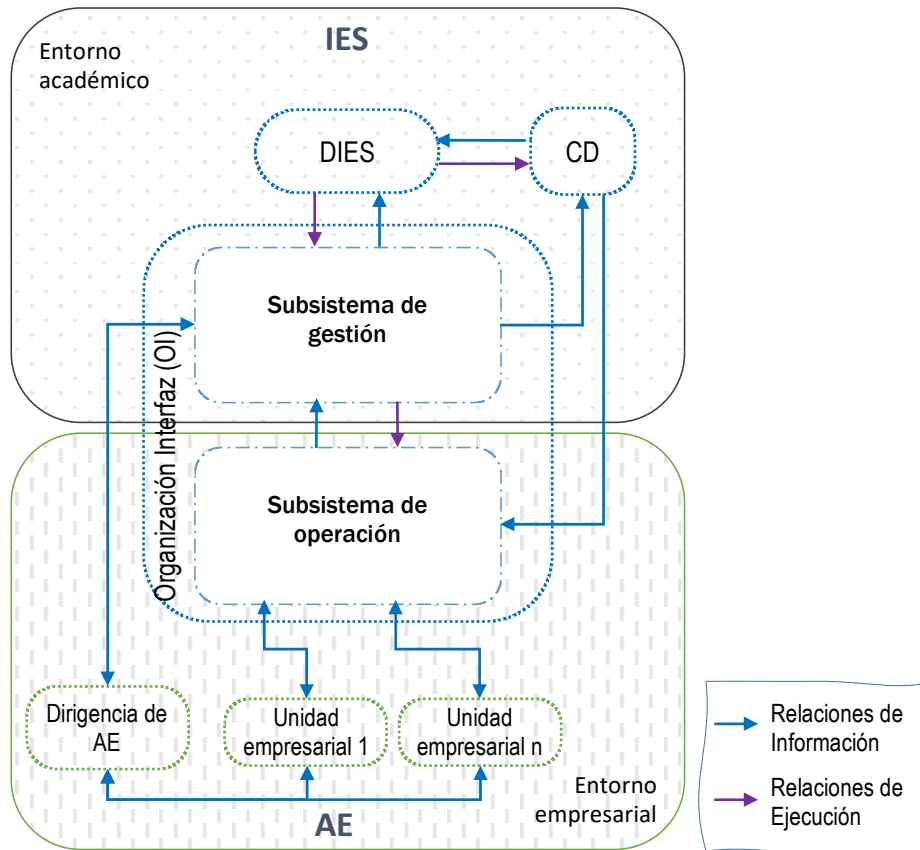 IES
Entorno
académico
DIES
CD
Subsistema de
gestión
Organización Interfaz (OI)
Subsistema de
operación
Dirigencia de
AE
Unidad
empresarial 1
Unidad
empresarial n
Entorno
empresarial
AE
Relaciones de
Información
Relaciones de
Ejecución